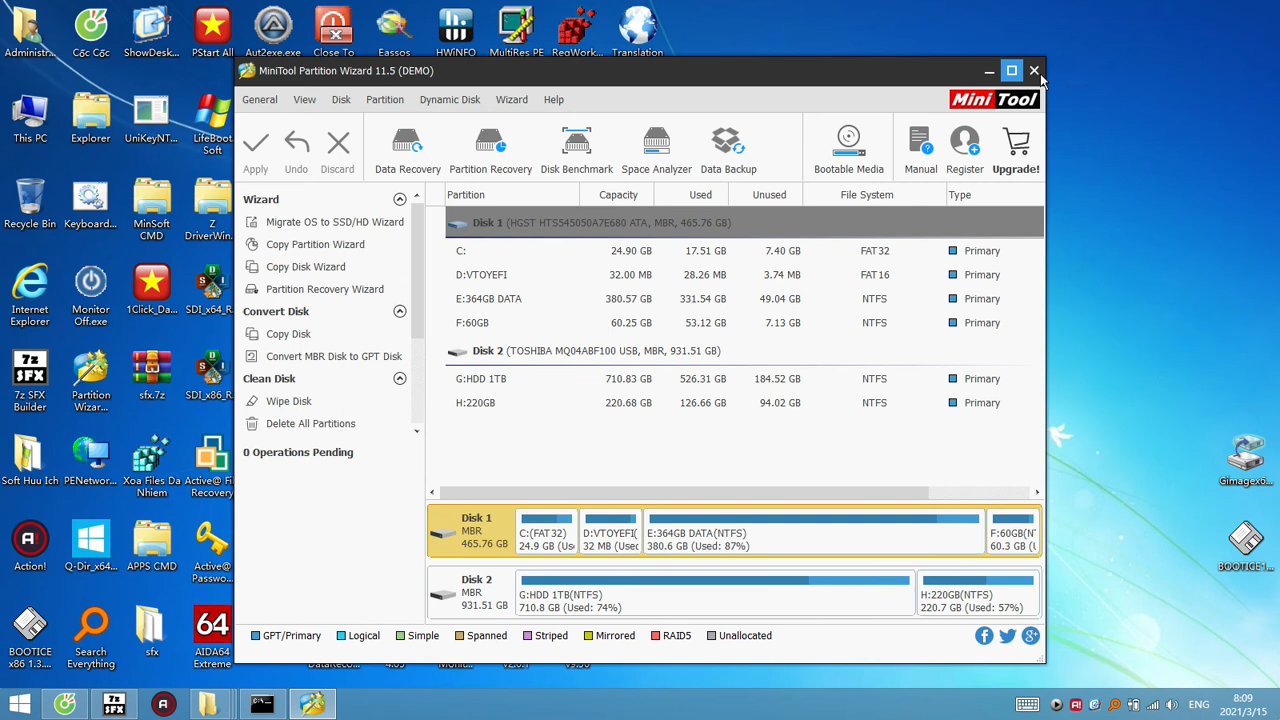 Administr...
Cốc Cốc
ShowDesk...
PStart All
Aut2exe.exe
Close To
Eassos
HWiNFO
MultiRes PE
RegWork...
Translation
MiniTool Partition Wizard 11.5 (DEMO)
General View Disk Partition Dynamic Disk Wizard Help
Mini Tool
Apply Undo Discard Data Recovery Partition Recovery Disk Benchmark Space Analyzer Data Backup Bootable Media Manual Register Upgrade!
Wizard
Migrate OS to SSD/HD Wizard
Copy Partition Wizard
Copy Disk Wizard
Partition Recovery Wizard
Convert Disk
Copy Disk
Convert MBR Disk to GPT Disk
Clean Disk
Wipe Disk
Delete All Partitions
0 Operations Pending
Partition Capacity Used Unused File System Type
Disk 1 (HGST HTS545050A7E680 ATA, MBR, 465.76 GB)
C: 24.90 GB 17.51 GB 7.40 GB FAT32 Primary
D:VTOYEFI 32.00 MB 28.26 MB 3.74 MB FAT16 Primary
E:364GB DATA 380.57 GB 331.54 GB 49.04 GB NTFS Primary
F:60GB 60.25 GB 53.12 GB 7.13 GB NTFS Primary
Disk 2 (TOSHIBA MQ04ABF100 USB, MBR, 931.51 GB)
G:HDD 1TB 710.83 GB 526.31 GB 184.52 GB NTFS Primary
H:220GB 220.68 GB 126.66 GB 94.02 GB NTFS Primary
Disk 1
MBR
465.76 GB
C:(FAT32)
24.9 GB (Us
D:VTOYEFI(
32 MB (Used
E:364GB DATA(NTFS)
380.6 GB (Used: 87%)
F:60GB(N
60.3 GB (U
Disk 2
MBR
931.51 GB
G:HDD 1TB(NTFS)
710.8 GB (Used: 74%)
H:220GB(NTFS)
220.7 GB (Used: 57%)
GPT/Primary Logical Simple Spanned Striped Mirrored RAID5 Unallocated
This PC
Explorer
UniKeyNT...
LifeBoot
Soft
Recycle Bin
Keyboard...
MinSoft
CMD
Z
DriverWin...
Internet
Explorer
Monitor
Off.exe
1Click_Da...
SDI_x64_R...
7z SFX
Builder
Partition
Wizar...
sfx.7z
SDI_x86_R...
Soft Huu Ich
PENetwor...
Xoa Files Da
Nhiem
Active@ Fi
Recovery
Action!
Q-Dir_x64...
APPS CMD
Active@
Passwo...
BOOTICE
x86 1.3....
Search
Everything
sfx
64
AIDA64
Extreme
Gimagex6...
BOOTICE1...
ENG
8:09
2021/3/15